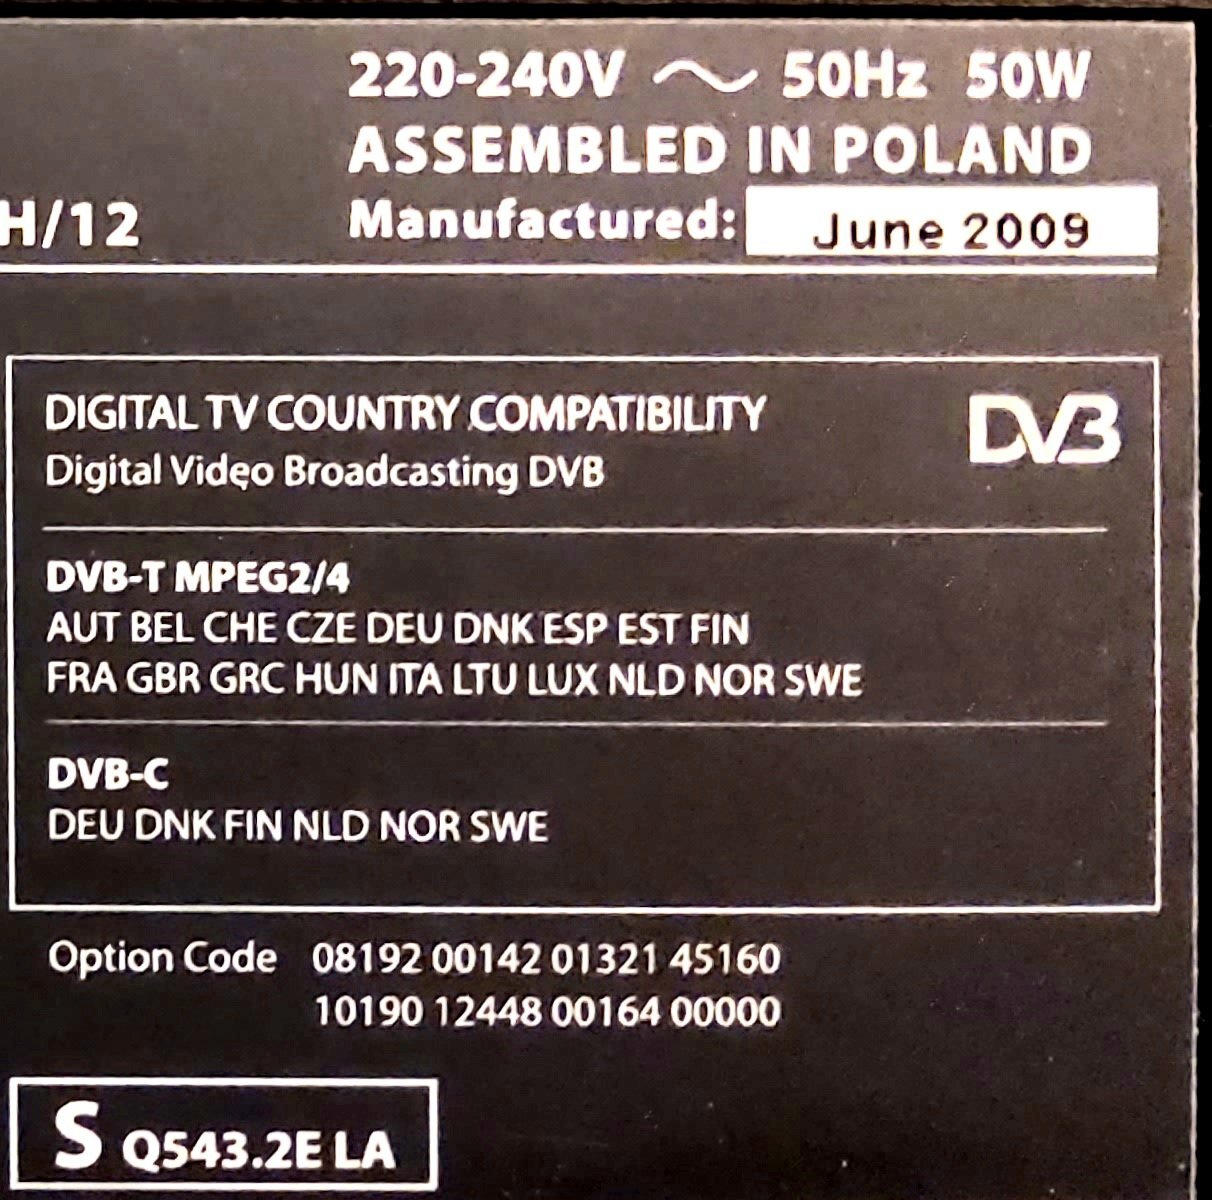 220-240V ~ 50Hz 50W
ASSEMBLED IN POLAND
H/12
Manufactured: June 2009
DIGITAL TV COUNTRY COMPATIBILITY
DVB
Digital Video Broadcasting DVB
DVB-T MPEG2/4
AUT BEL CHE CZE DEU DNK ESP EST FIN
FRA GBR GRC HUN ITA LTU LUX NLD NOR SWE
DVB-C
DEU DNK FIN NLD NOR SWE
Option Code 08192 00142 01321 45160
10190 12448 00164 00000
S Q543.2E LA